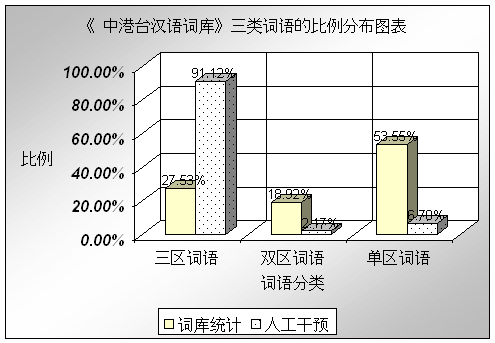 《 中港台汉语词库》三类词语的比例分布图表
100.00%
80.00%
60.00%
40.00%
20.00%
0.00%
比例
91.12%
27.53%
18.92%
2.17%
53.55%
6.70%
三区词语 双区词语 单区词语
词语分类
词库统计 人工干预